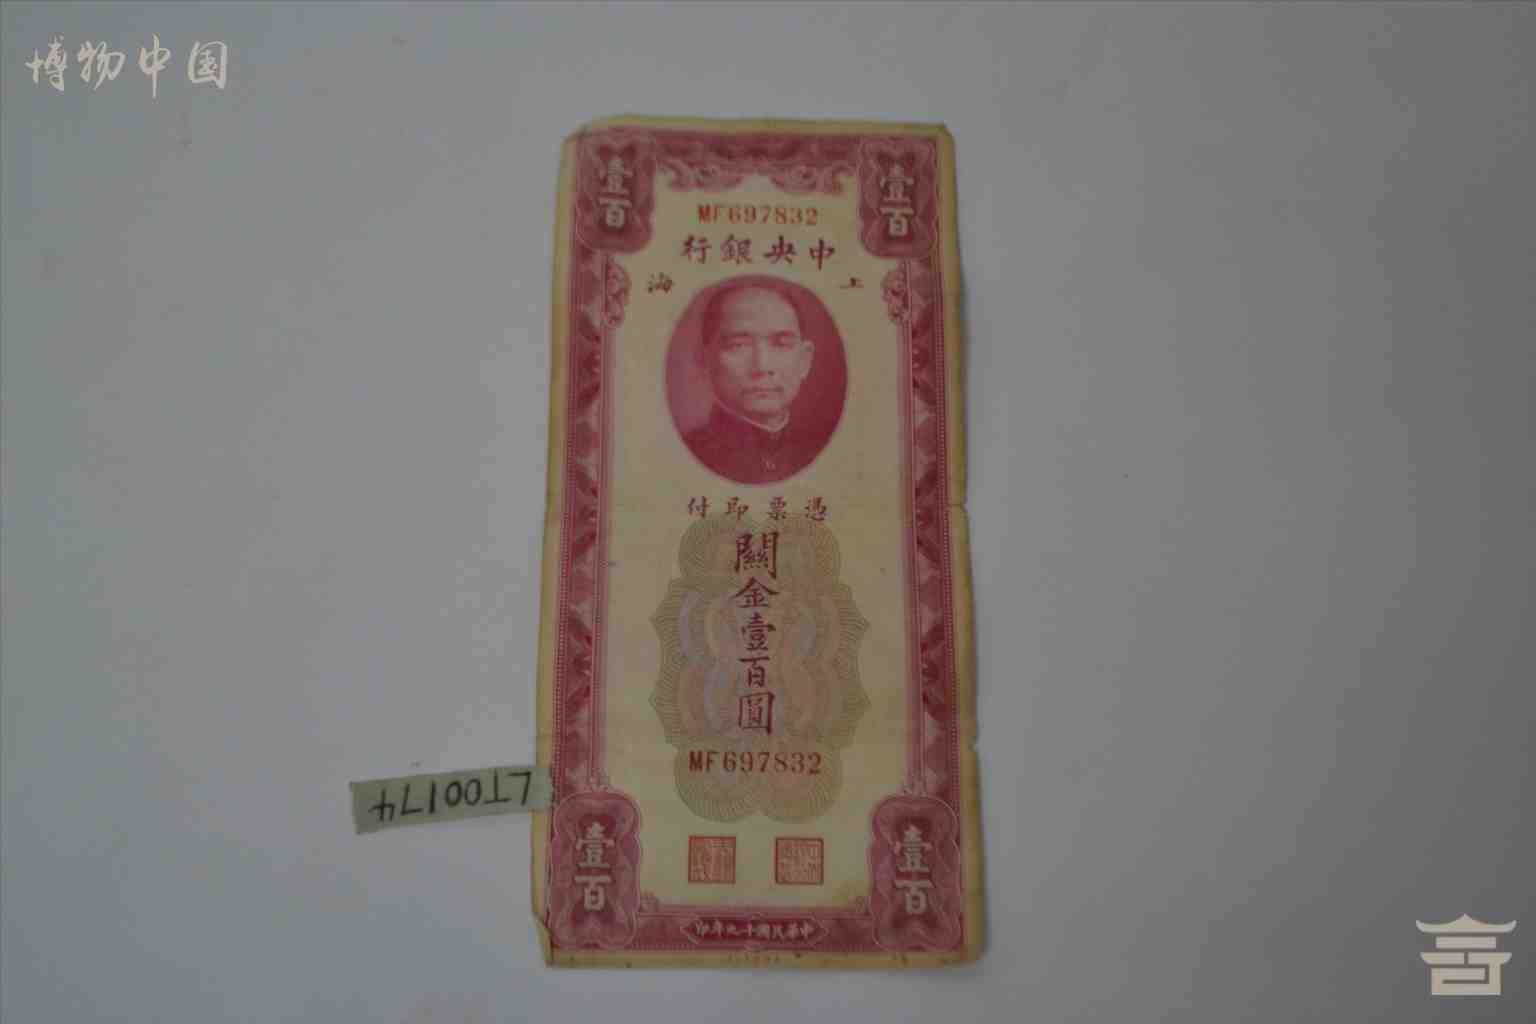 博物中国
壹百
壹百
MF697832
中央銀行
上海
憑票即付
關金壹百圓
MF697832
LT00174
壹百
壹百
中華民國十九年印